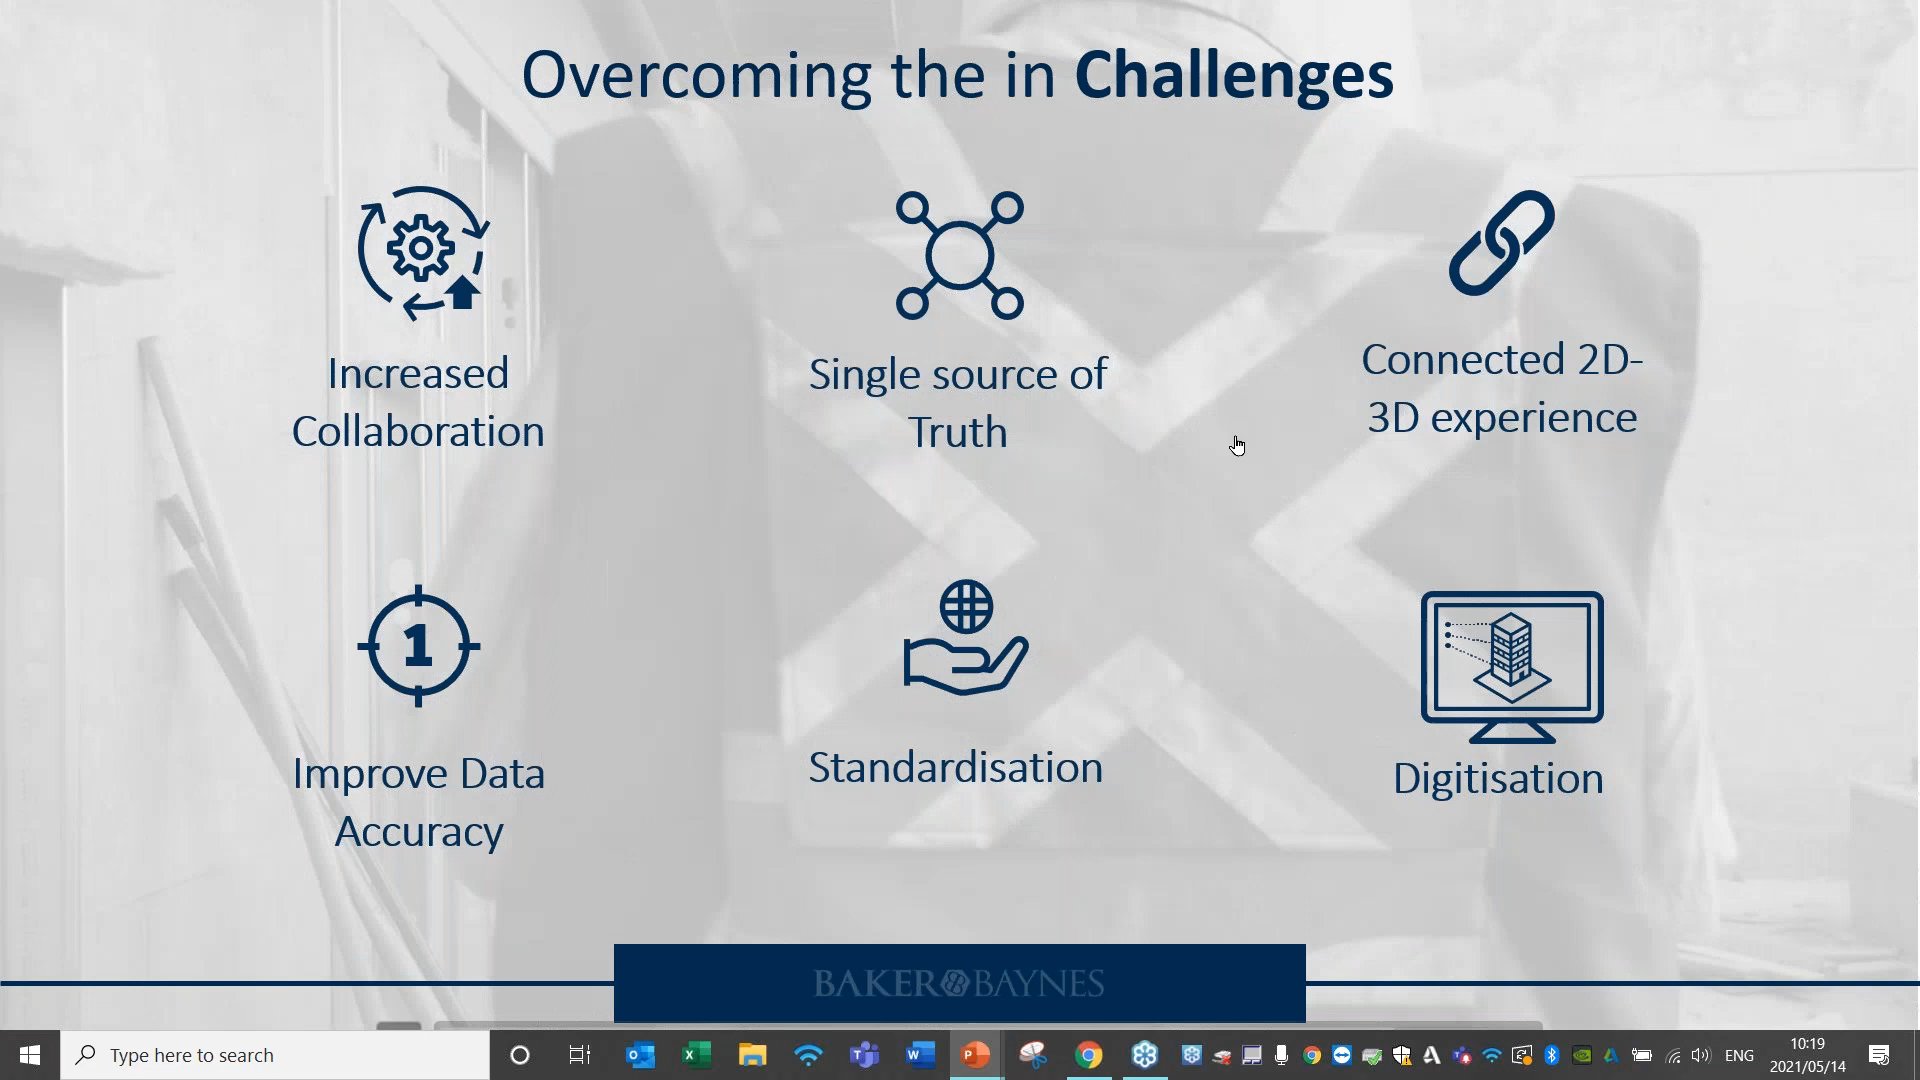 Overcoming the in Challenges
Increased
Collaboration
Single source of
Truth
Connected 2D-
3D experience
1
Improve Data
Accuracy
Standardisation
Digitisation
BAKER BAYNES
Type here to search
ENG
10:19
2021/05/14